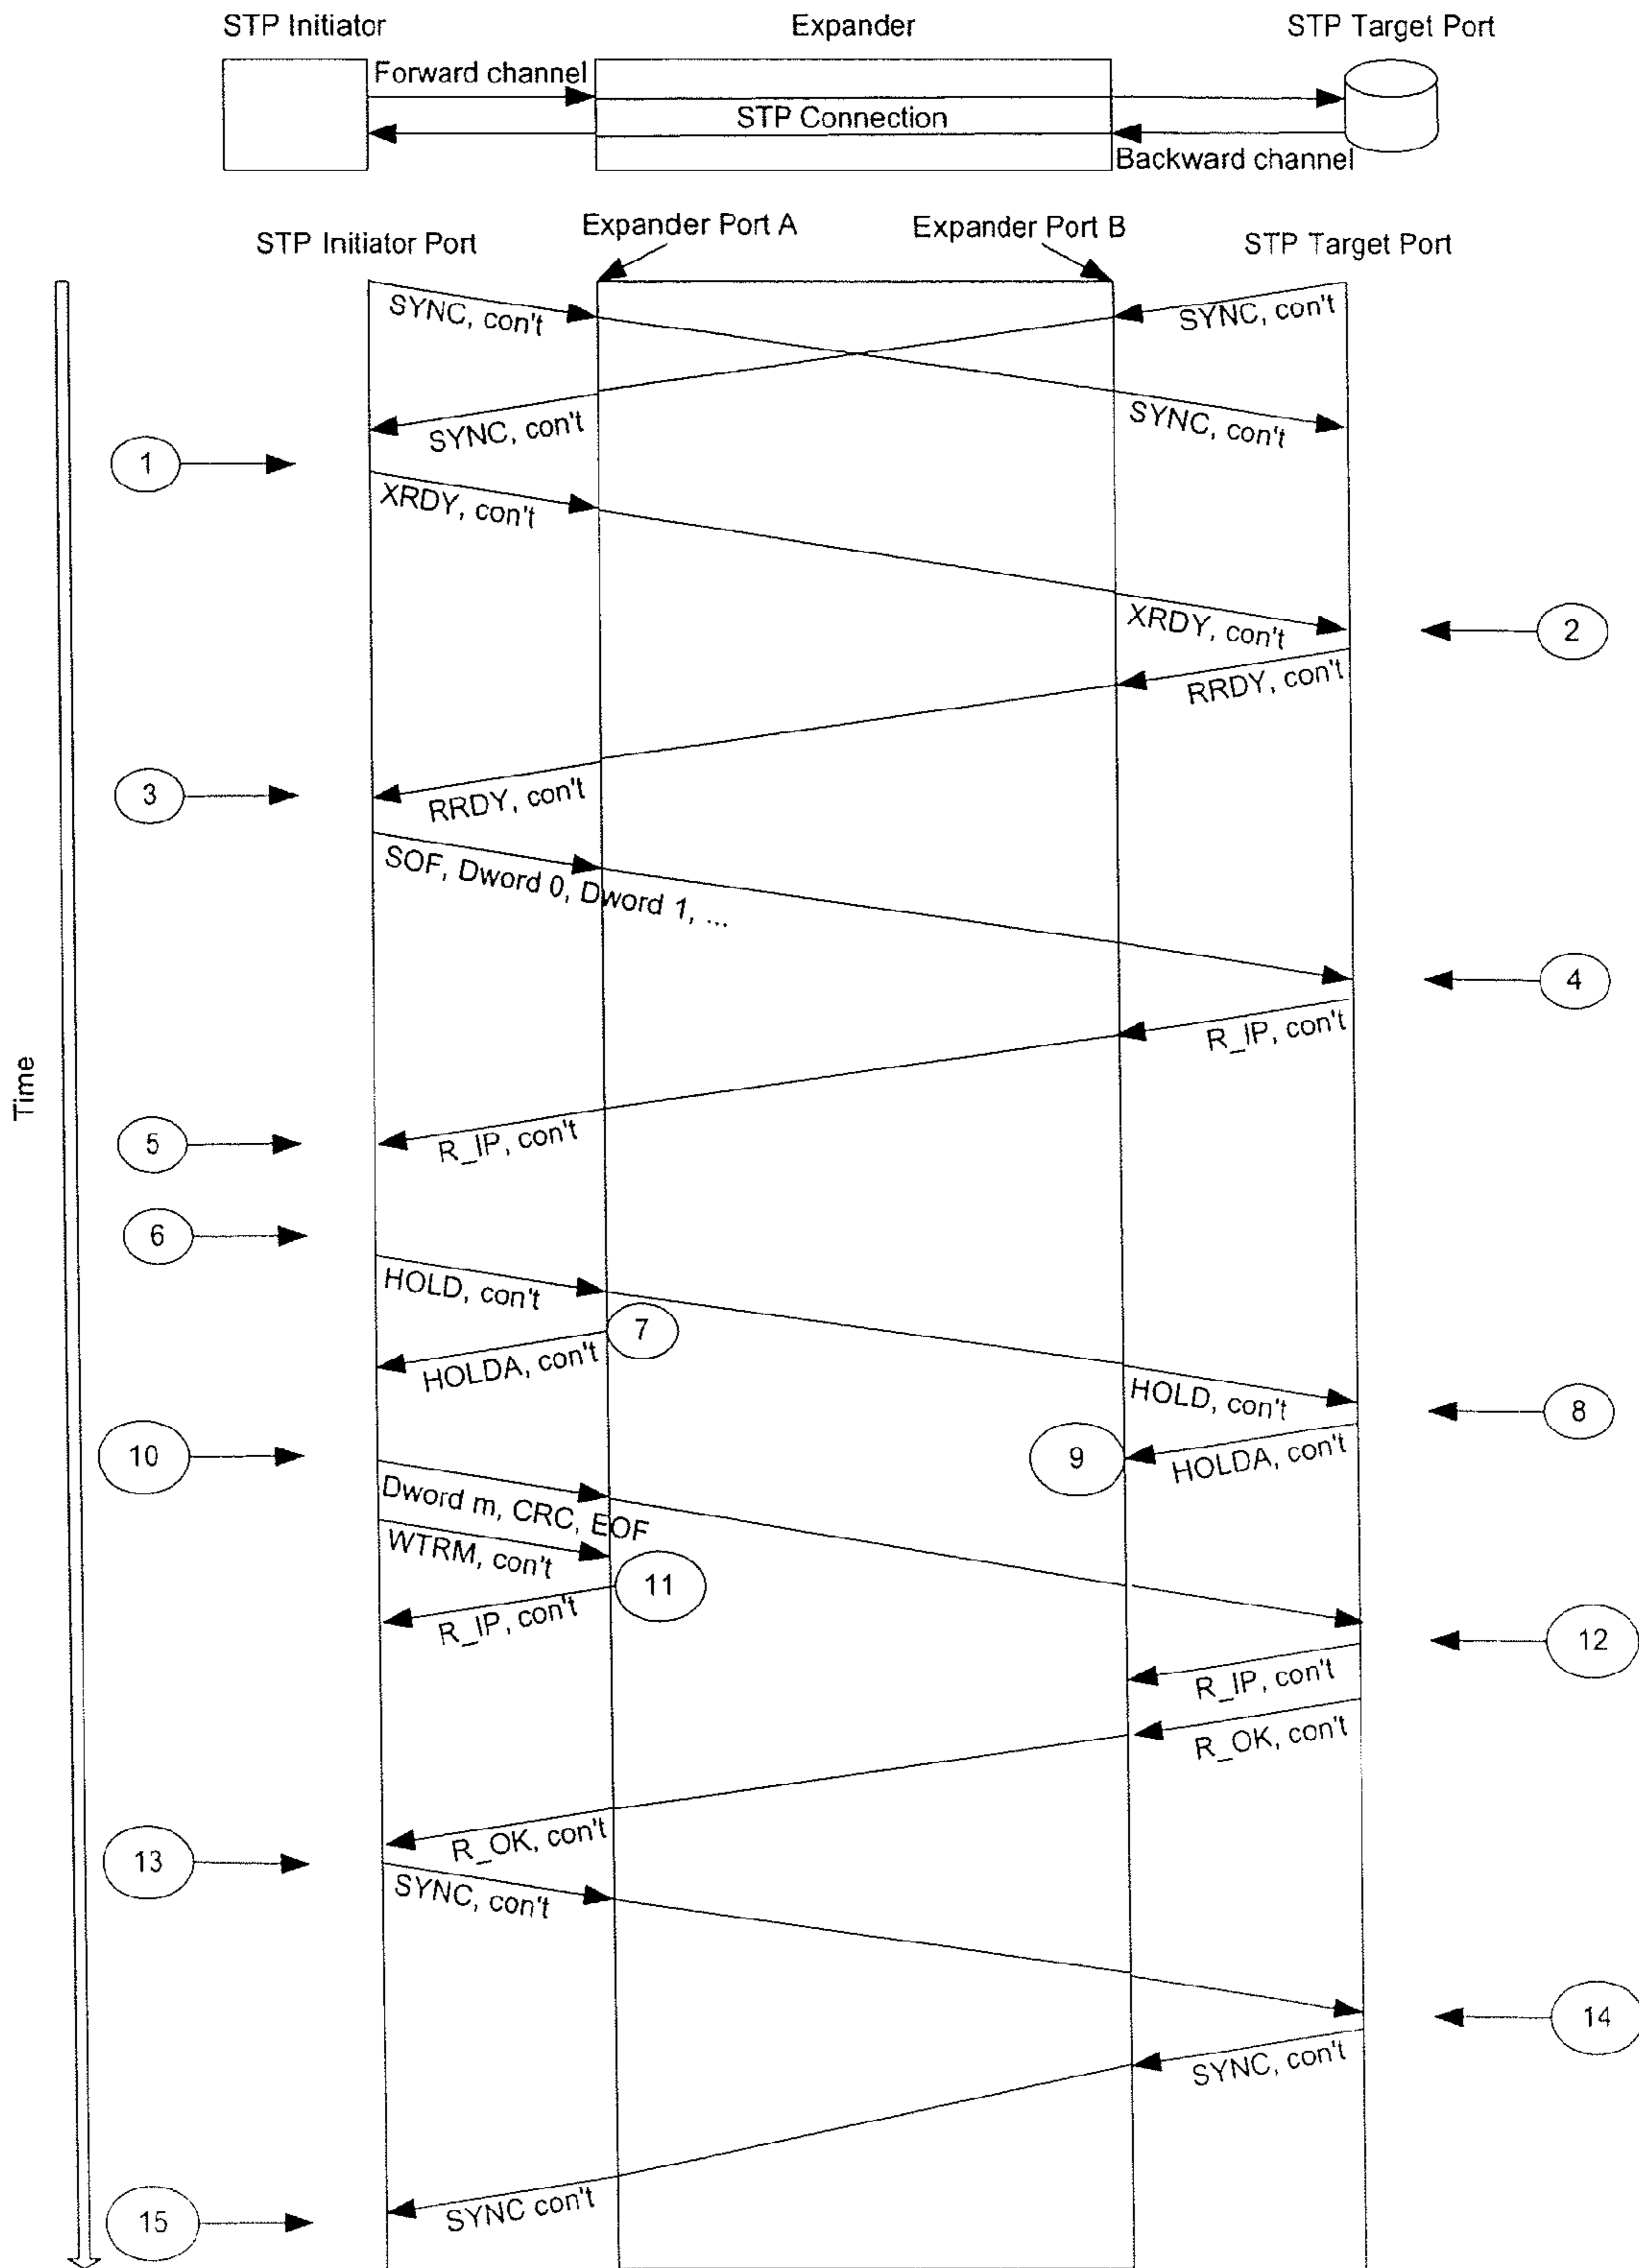 STP Initiator
Expander
STP Target Port
Forward channel
STP Connection
Backward channel
STP Initiator Port
Expander Port A
Expander Port B
STP Target Port
SYNC, con't
SYNC, con't
SYNC, con't
SYNC, con't
1
XRDY, con't
XRDY, con't
2
RRDY, con't
3
RRDY, con't
SOF, Dword 0, Dword 1, ...
4
R_IP, con't
Time
5
R_IP, con't
6
HOLD, con't
7
HOLDA, con't
HOLD, con't
8
10
9
HOLDA, con't
Dword m, CRC, EOF
WTRM, con't
11
R_IP, con't
12
R_IP, con't
R_OK, con't
R_OK, con't
13
SYNC, con't
14
SYNC, con't
15
SYNC con't